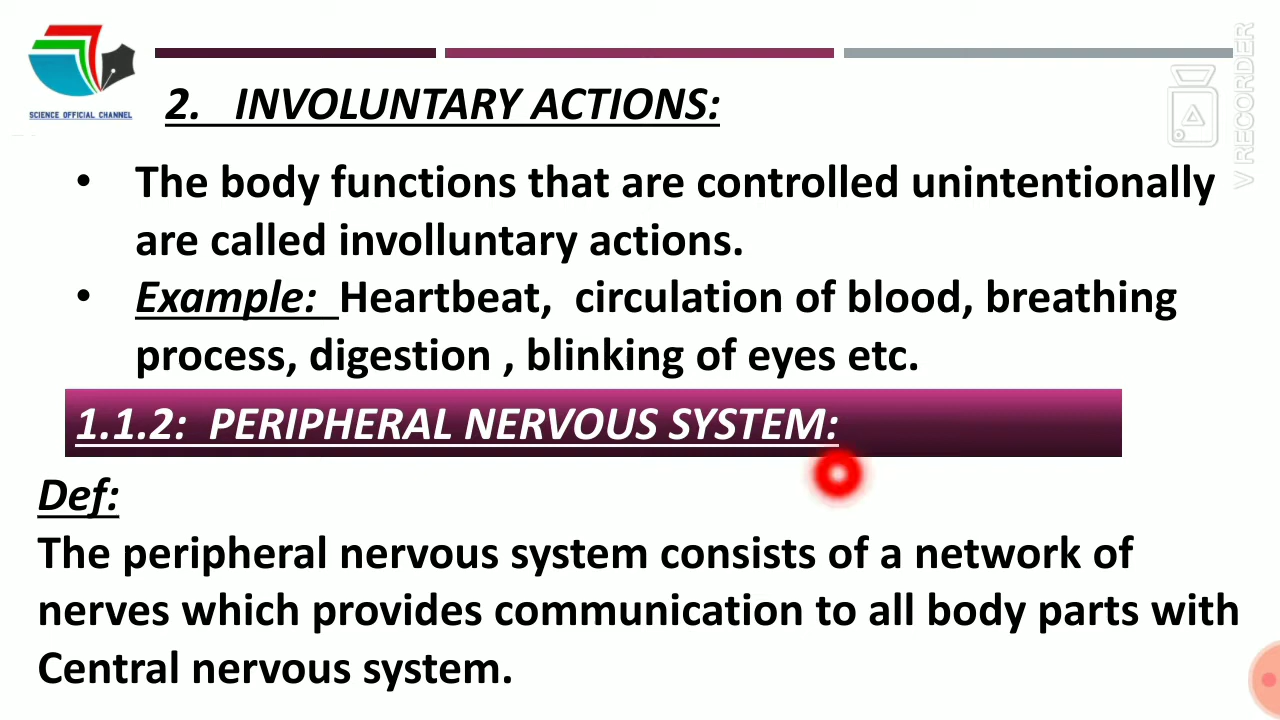 SCIENCE OFFICIAL CHANNEL
V RECORDER
2. INVOLUNTARY ACTIONS:
• The body functions that are controlled unintentionally
are called involluntary actions.
• Example: Heartbeat, circulation of blood, breathing
process, digestion , blinking of eyes etc.
1.1.2: PERIPHERAL NERVOUS SYSTEM:
Def:
The peripheral nervous system consists of a network of
nerves which provides communication to all body parts with
Central nervous system.